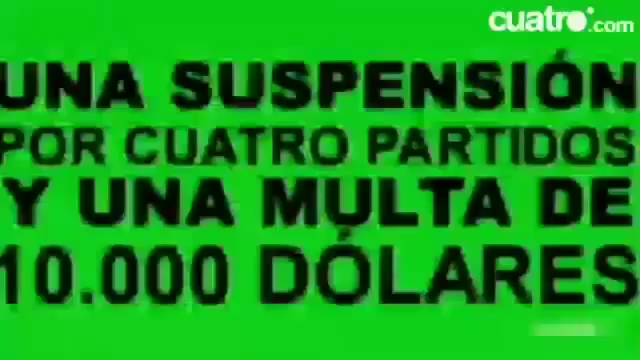 cuatro.com
UNA SUSPENSIÓN
POR CUATRO PARTIDOS
Y UNA MULTA DE
10.000 DÓLARES